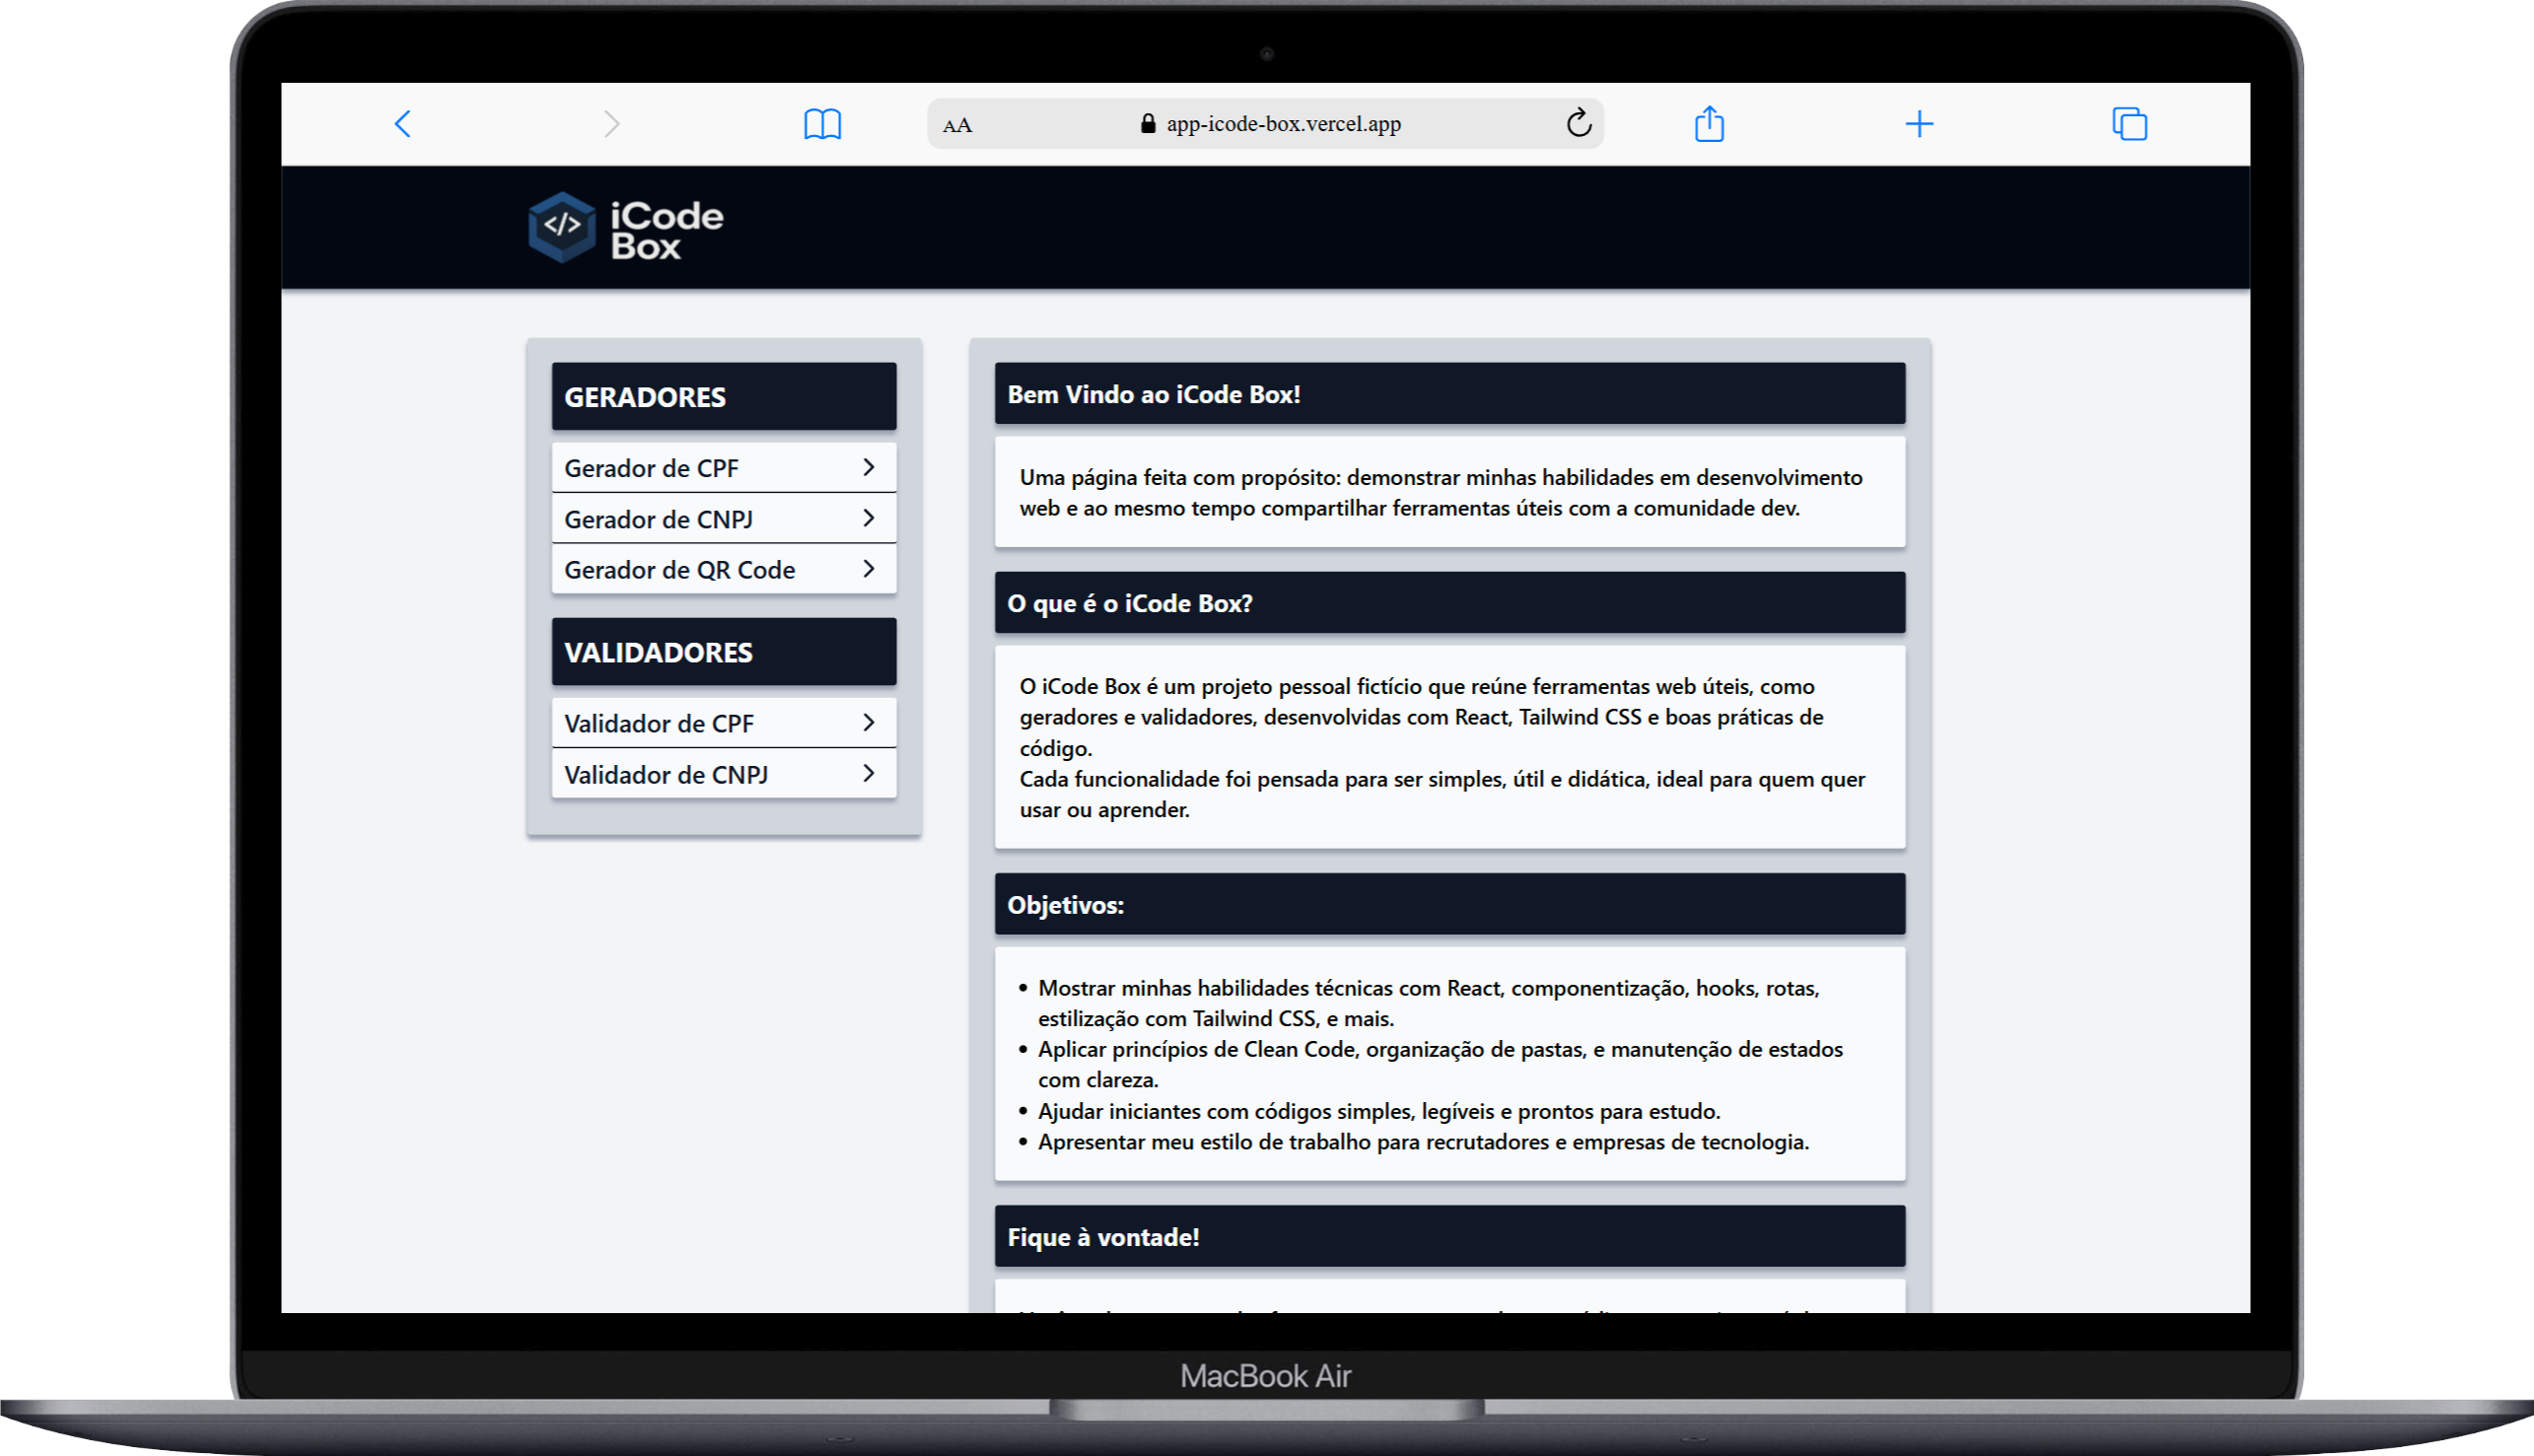 AA
app-icode-box.vercel.app
</>
iCode
Box
GERADORES
Gerador de CPF
Gerador de CNPJ
Gerador de QR Code
VALIDADORES
Validador de CPF
Validador de CNPJ
Bem Vindo ao iCode Box!
Uma página feita com propósito: demonstrar minhas habilidades em desenvolvimento
web e ao mesmo tempo compartilhar ferramentas úteis com a comunidade dev.
O que é o iCode Box?
O iCode Box é um projeto pessoal fictício que reúne ferramentas web úteis, como
geradores e validadores, desenvolvidas com React, Tailwind CSS e boas práticas de
código.
Cada funcionalidade foi pensada para ser simples, útil e didática, ideal para quem quer
usar ou aprender.
Objetivos:
• Mostrar minhas habilidades técnicas com React, componentização, hooks, rotas,
estilização com Tailwind CSS, e mais.
• Aplicar princípios de Clean Code, organização de pastas, e manutenção de estados
com clareza.
• Ajudar iniciantes com códigos simples, legíveis e prontos para estudo.
• Apresentar meu estilo de trabalho para recrutadores e empresas de tecnologia.
Fique à vontade!
MacBook Air